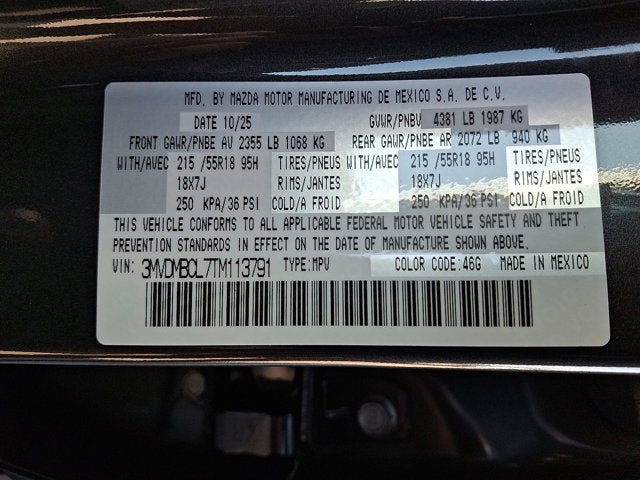 MFD. BY MAZDA MOTOR MANUFACTURING DE MEXICO S.A. DE C.V.
DATE 10/25 GVWR/PNBV 4381 LB 1987 KG
FRONT GAWR/PNBE AV 2355 LB 1068 KG REAR GAWR/PNBE AR 2072 LB 940 KG
WITH/AVEC 215 /55R18 95H TIRES/PNEUS WITH/AVEC 215 /55R18 95H TIRES/PNEUS
18X7J RIMS/JANTES 18X7J RIMS/JANTES
250 KPA/36 PSI COLD/A FROID 250 KPA/36 PSI COLD/A FROID
THIS VEHICLE CONFORMS TO ALL APPLICABLE FEDERAL MOTOR VEHICLE SAFETY AND THEFT
PREVENTION STANDARDS IN EFFECT ON THE DATE OF MANUFACTURE SHOWN ABOVE.
VIN: 3MVDMBCL7TM113791 TYPE:MPV COLOR CODE:46G MADE IN MEXICO